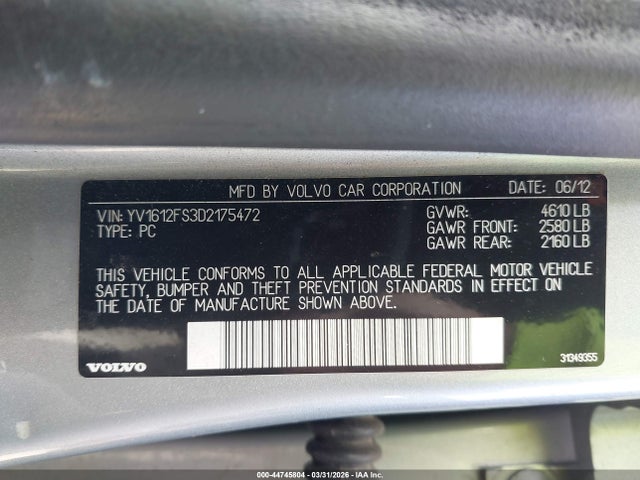 MFD BY VOLVO CAR CORPORATION DATE: 06/12
VIN: YV1612FS3D2175472 GVWR: 4610 LB
TYPE: PC GAWR FRONT: 2580 LB
GAWR REAR: 2160 LB
THIS VEHICLE CONFORMS TO ALL APPLICABLE FEDERAL MOTOR VEHICLE
SAFETY, BUMPER AND THEFT PREVENTION STANDARDS IN EFFECT ON
THE DATE OF MANUFACTURE SHOWN ABOVE.
VOLVO 31349355
000-44745804 | 03/31/2026 - IAA Inc.